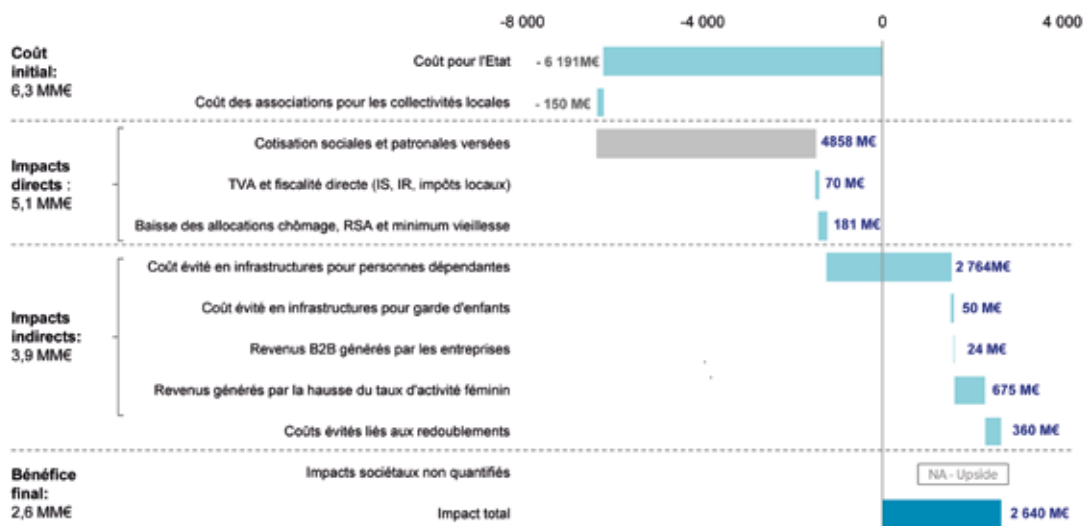 -8 000 -4 000 0 4 000
Coût
initial:
6,3 MM€
Coût pour l'Etat - 6 191M€
Coût des associations pour les collectivités locales - 150 M€
Impacts
directs :
5,1 MM€
Cotisation sociales et patronales versées 4858 M€
TVA et fiscalité directe (IS, IR, impôts locaux) 70 M€
Baisse des allocations chômage, RSA et minimum vieillesse 181 M€
Impacts
indirects:
3,9 MM€
Coût évité en infrastructures pour personnes dépendantes 2 764M€
Coût évité en infrastructures pour garde d'enfants 50 M€
Revenus B2B générés par les entreprises 24 M€
Revenus générés par la hausse du taux d'activité féminin 675 M€
Coûts évités liés aux redoublements 360 M€
Bénéfice
final:
2,6 MM€
Impacts sociétaux non quantifiés NA - Upside
Impact total 2 640 M€